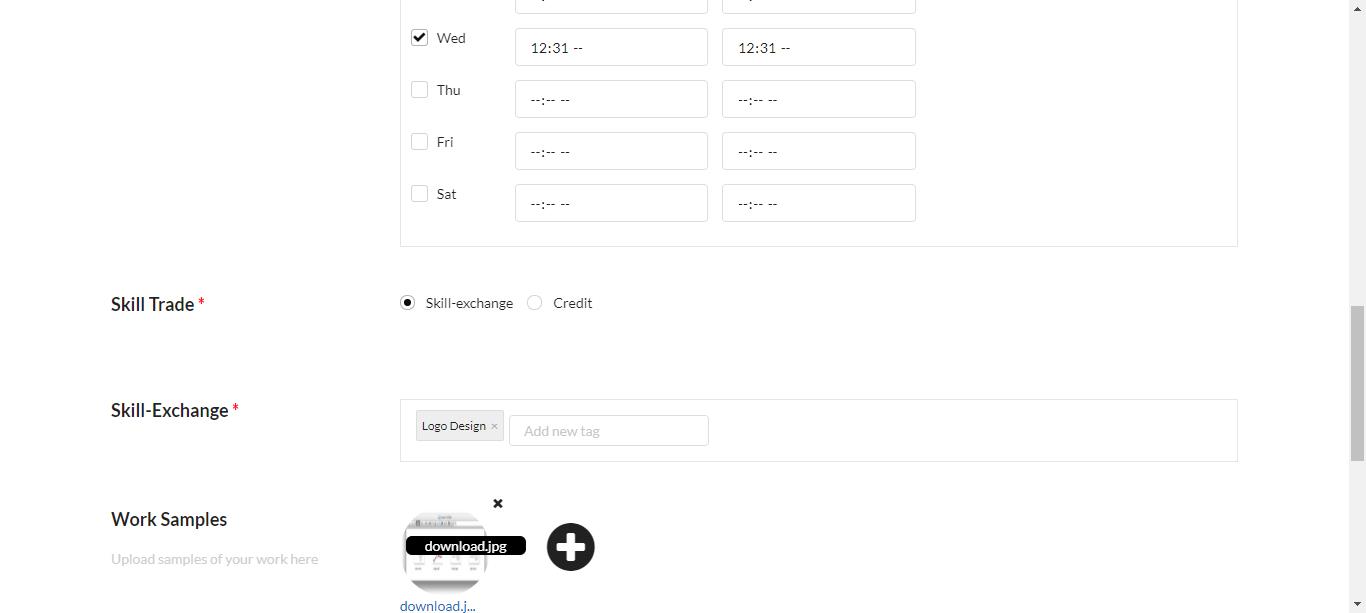 Wed 12:31 -- 12:31 --
Thu --:-- -- --:-- --
Fri --:-- -- --:-- --
Sat --:-- -- --:-- --
Skill Trade * Skill-exchange Credit
Skill-Exchange * Logo Design × Add new tag
Work Samples
download.jpg
Upload samples of your work here
download.j...